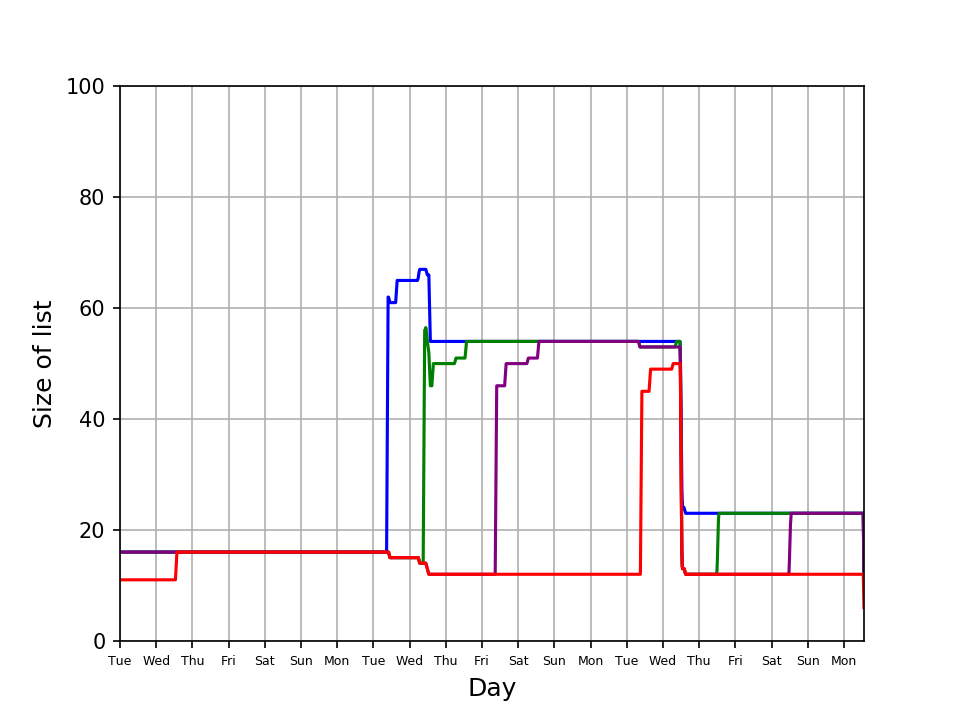 100
80
60
40
20
0
Size of list
Tue Wed Thu Fri Sat Sun Mon Tue Wed Thu Fri Sat Sun Mon Tue Wed Thu Fri Sat Sun Mon
Day